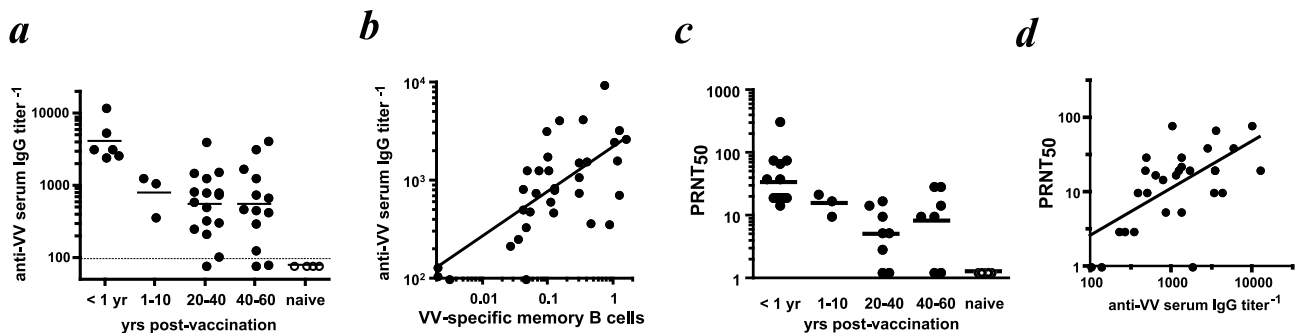 a
anti-VV serum IgG titer -1
10000
1000
100
< 1 yr 1-10 20-40 40-60 naive
yrs post-vaccination
b
anti-VV serum IgG titer -1
10^4
10^3
10^2
0.01 0.1 1
VV-specific memory B cells
c
PRNT50
1000
100
10
1
< 1 yr 1-10 20-40 40-60 naive
yrs post-vaccination
d
PRNT50
100
10
1
100 1000 10000
anti-VV serum IgG titer-1